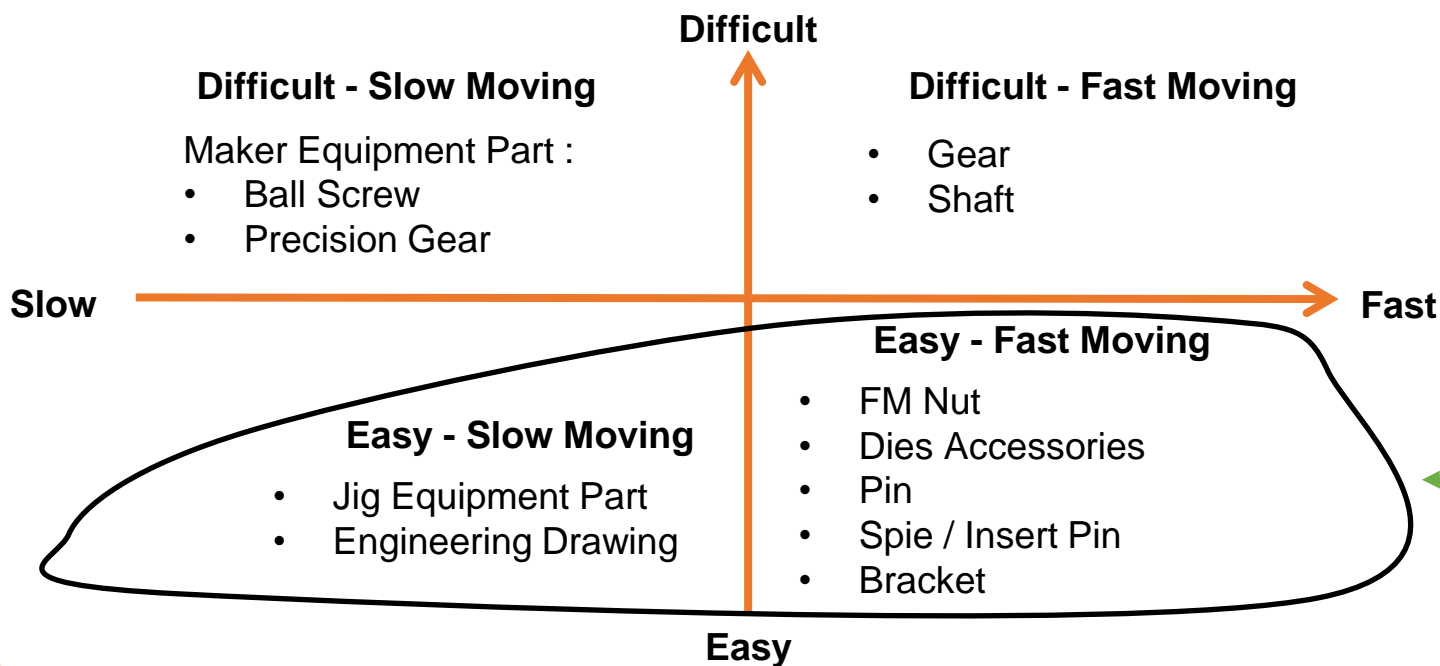 Difficult
Difficult - Slow Moving
Maker Equipment Part :
• Ball Screw
• Precision Gear
Difficult - Fast Moving
• Gear
• Shaft
Slow
Fast
Easy - Slow Moving
• Jig Equipment Part
• Engineering Drawing
Easy - Fast Moving
• FM Nut
• Dies Accessories
• Pin
• Spie / Insert Pin
• Bracket
Easy